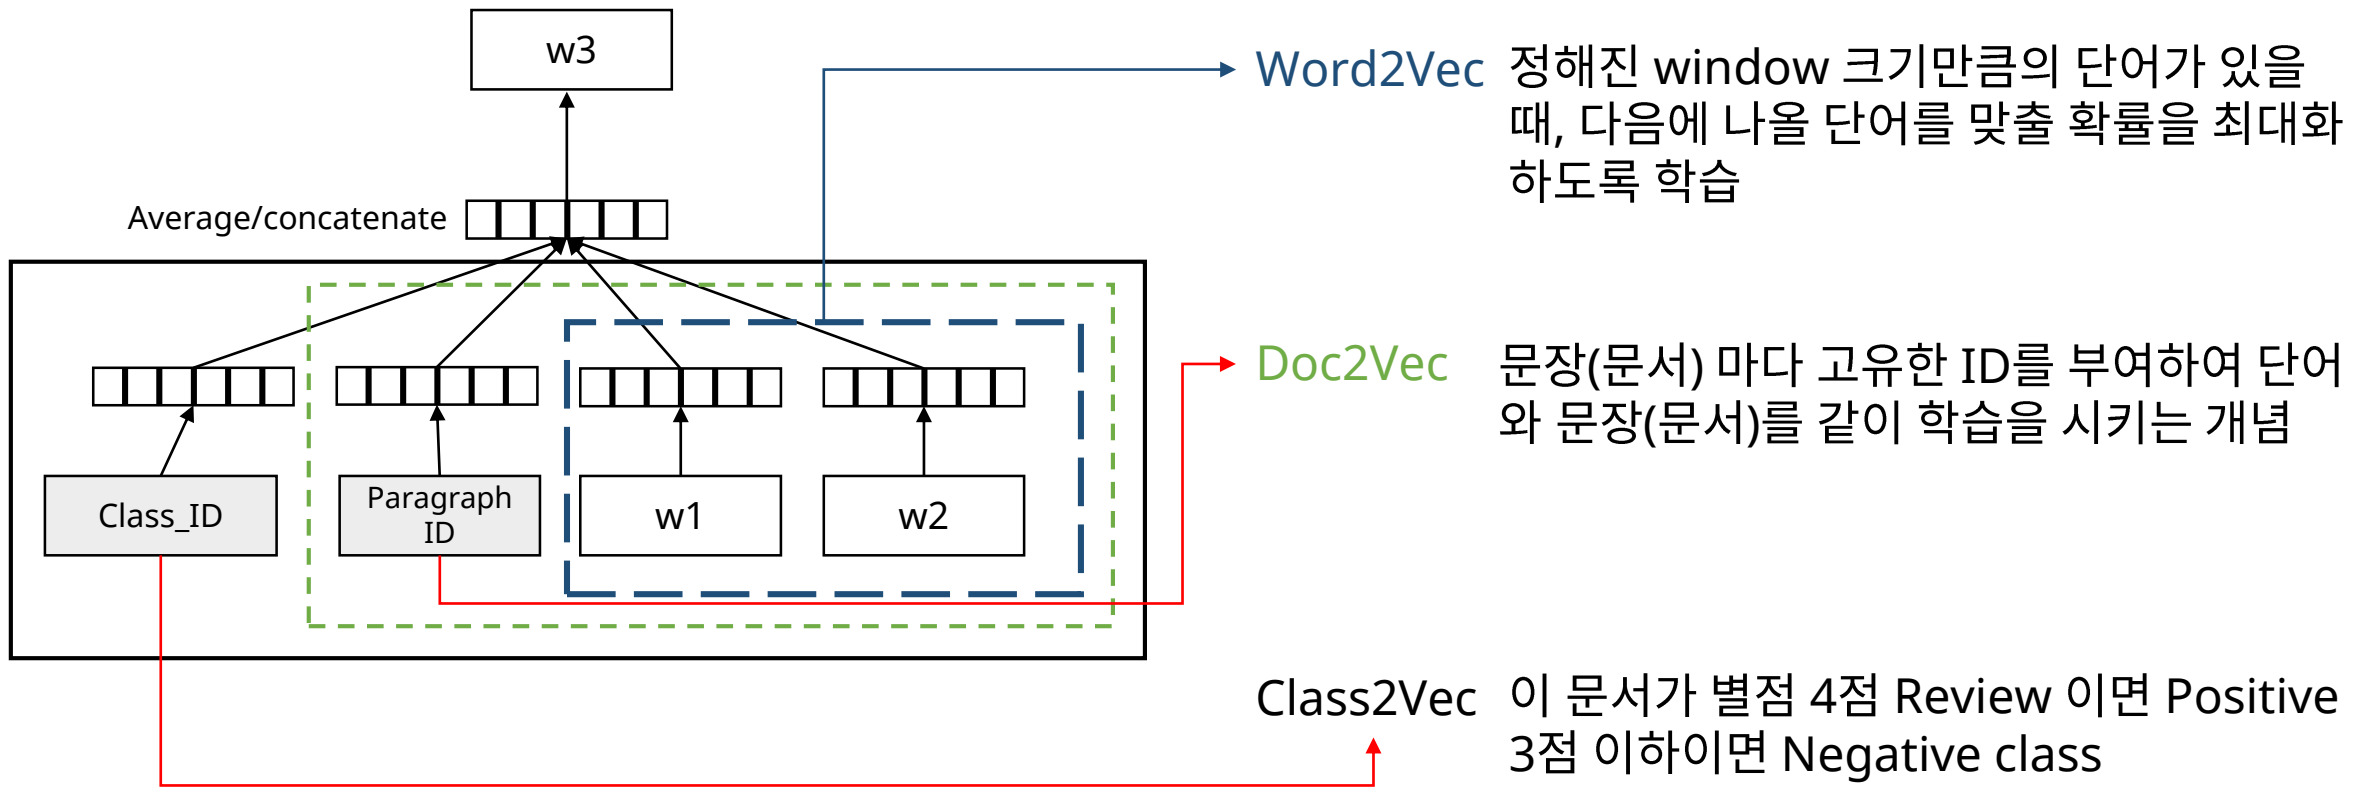 w3
Average/concatenate
Class_ID
Paragraph
ID
w1
w2
Word2Vec
정해진 window 크기만큼의 단어가 있을
때, 다음에 나올 단어를 맞출 확률을 최대화
하도록 학습
Doc2Vec
문장(문서) 마다 고유한 ID를 부여하여 단어
와 문장(문서)를 같이 학습을 시키는 개념
Class2Vec
이 문서가 별점 4점 Review 이면 Positive
3점 이하이면 Negative class